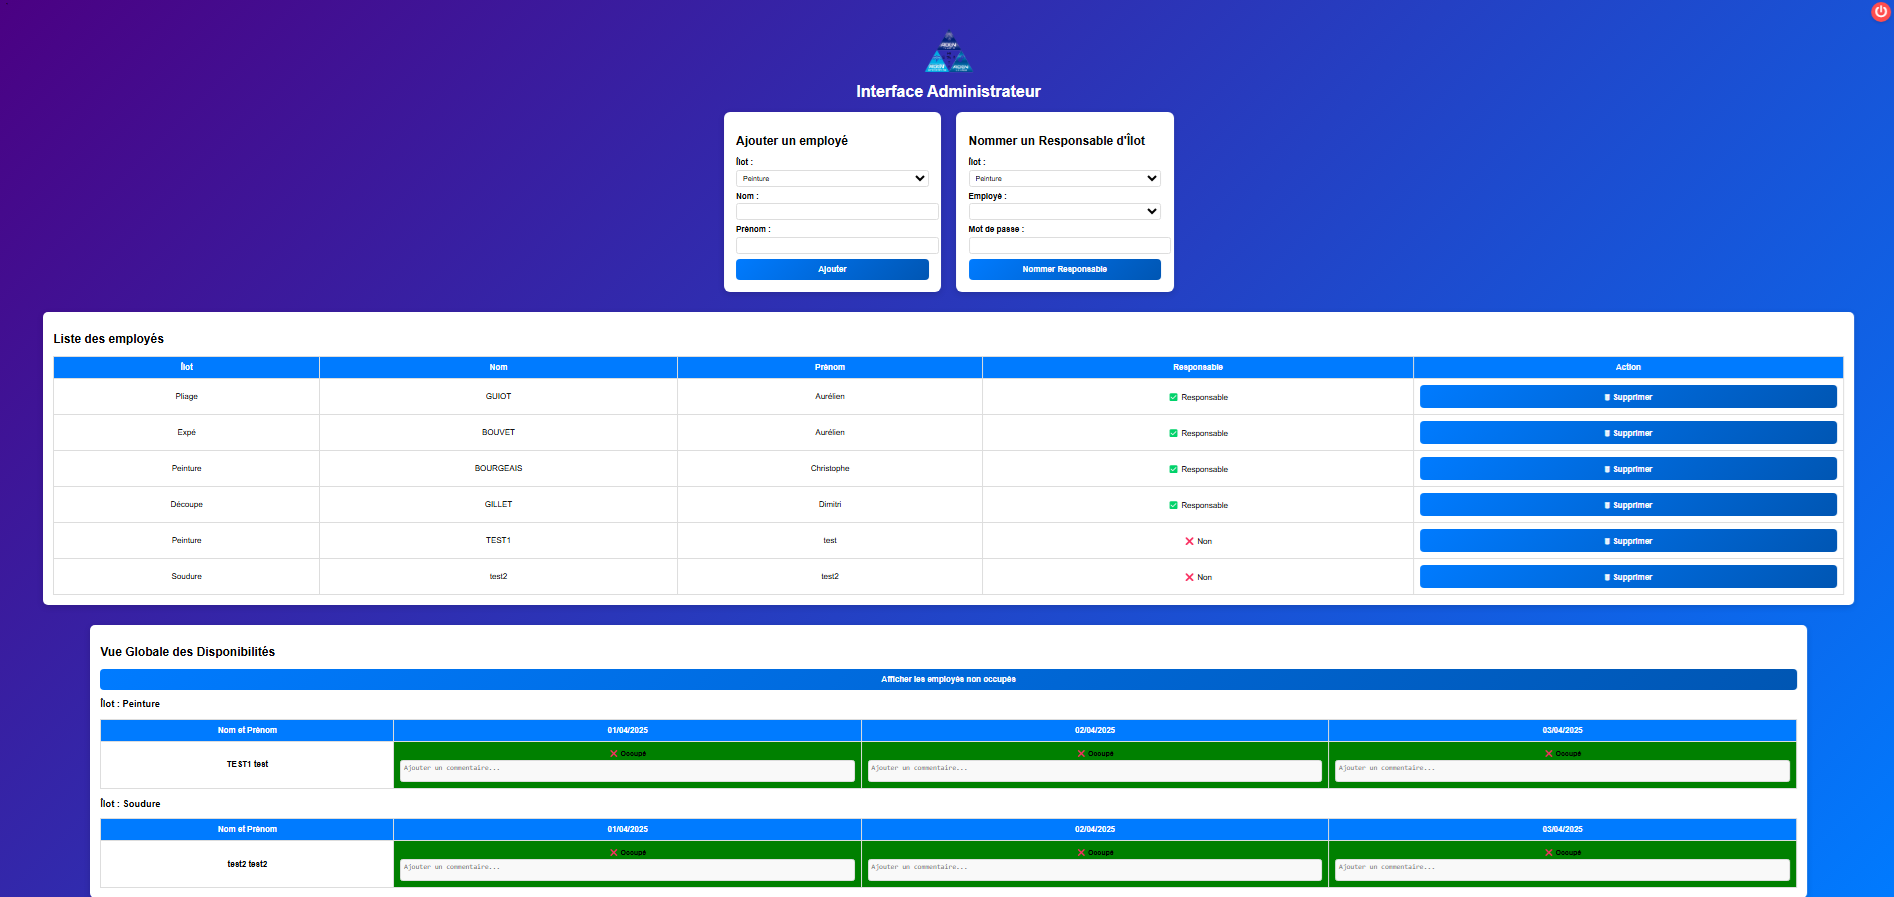 Interface Administrateur
Ajouter un employé
Îlot :
Peinture
Nom :
Prénom :
Ajouter
Nommer un Responsable d'Îlot
Îlot :
Peinture
Employé :
Mot de passe :
Nommer Responsable
Liste des employés
Îlot Nom Prénom Responsable Action
Pliage GUIOT Aurélien ✅ Responsable Supprimer
Expé BOUVET Aurélien ✅ Responsable Supprimer
Peinture BOURGEAIS Christophe ✅ Responsable Supprimer
Découpe GILLET Dimitri ✅ Responsable Supprimer
Peinture TEST1 test ❌ Non Supprimer
Soudure test2 test2 ❌ Non Supprimer
Vue Globale des Disponibilités
Afficher les employés non occupés
Îlot : Peinture
Nom et Prénom 01/04/2025 02/04/2025 03/04/2025
❌ Occupé ❌ Occupé ❌ Occupé
TEST1 test
Ajouter un commentaire... Ajouter un commentaire... Ajouter un commentaire...
Îlot : Soudure
Nom et Prénom 01/04/2025 02/04/2025 03/04/2025
❌ Occupé ❌ Occupé ❌ Occupé
test2 test2
Ajouter un commentaire... Ajouter un commentaire... Ajouter un commentaire...